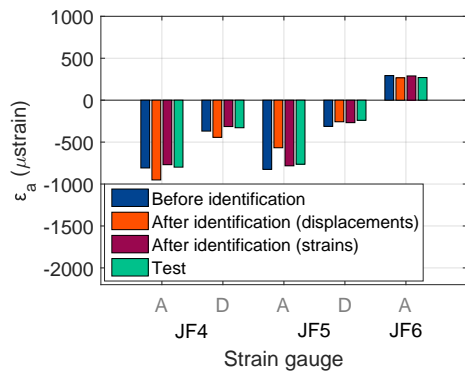 1000
500
0
-500
-1000
-1500
-2000
ε_a (μstrain)
Before identification
After identification (displacements)
After identification (strains)
Test
A D A D A
JF4 JF5 JF6
Strain gauge